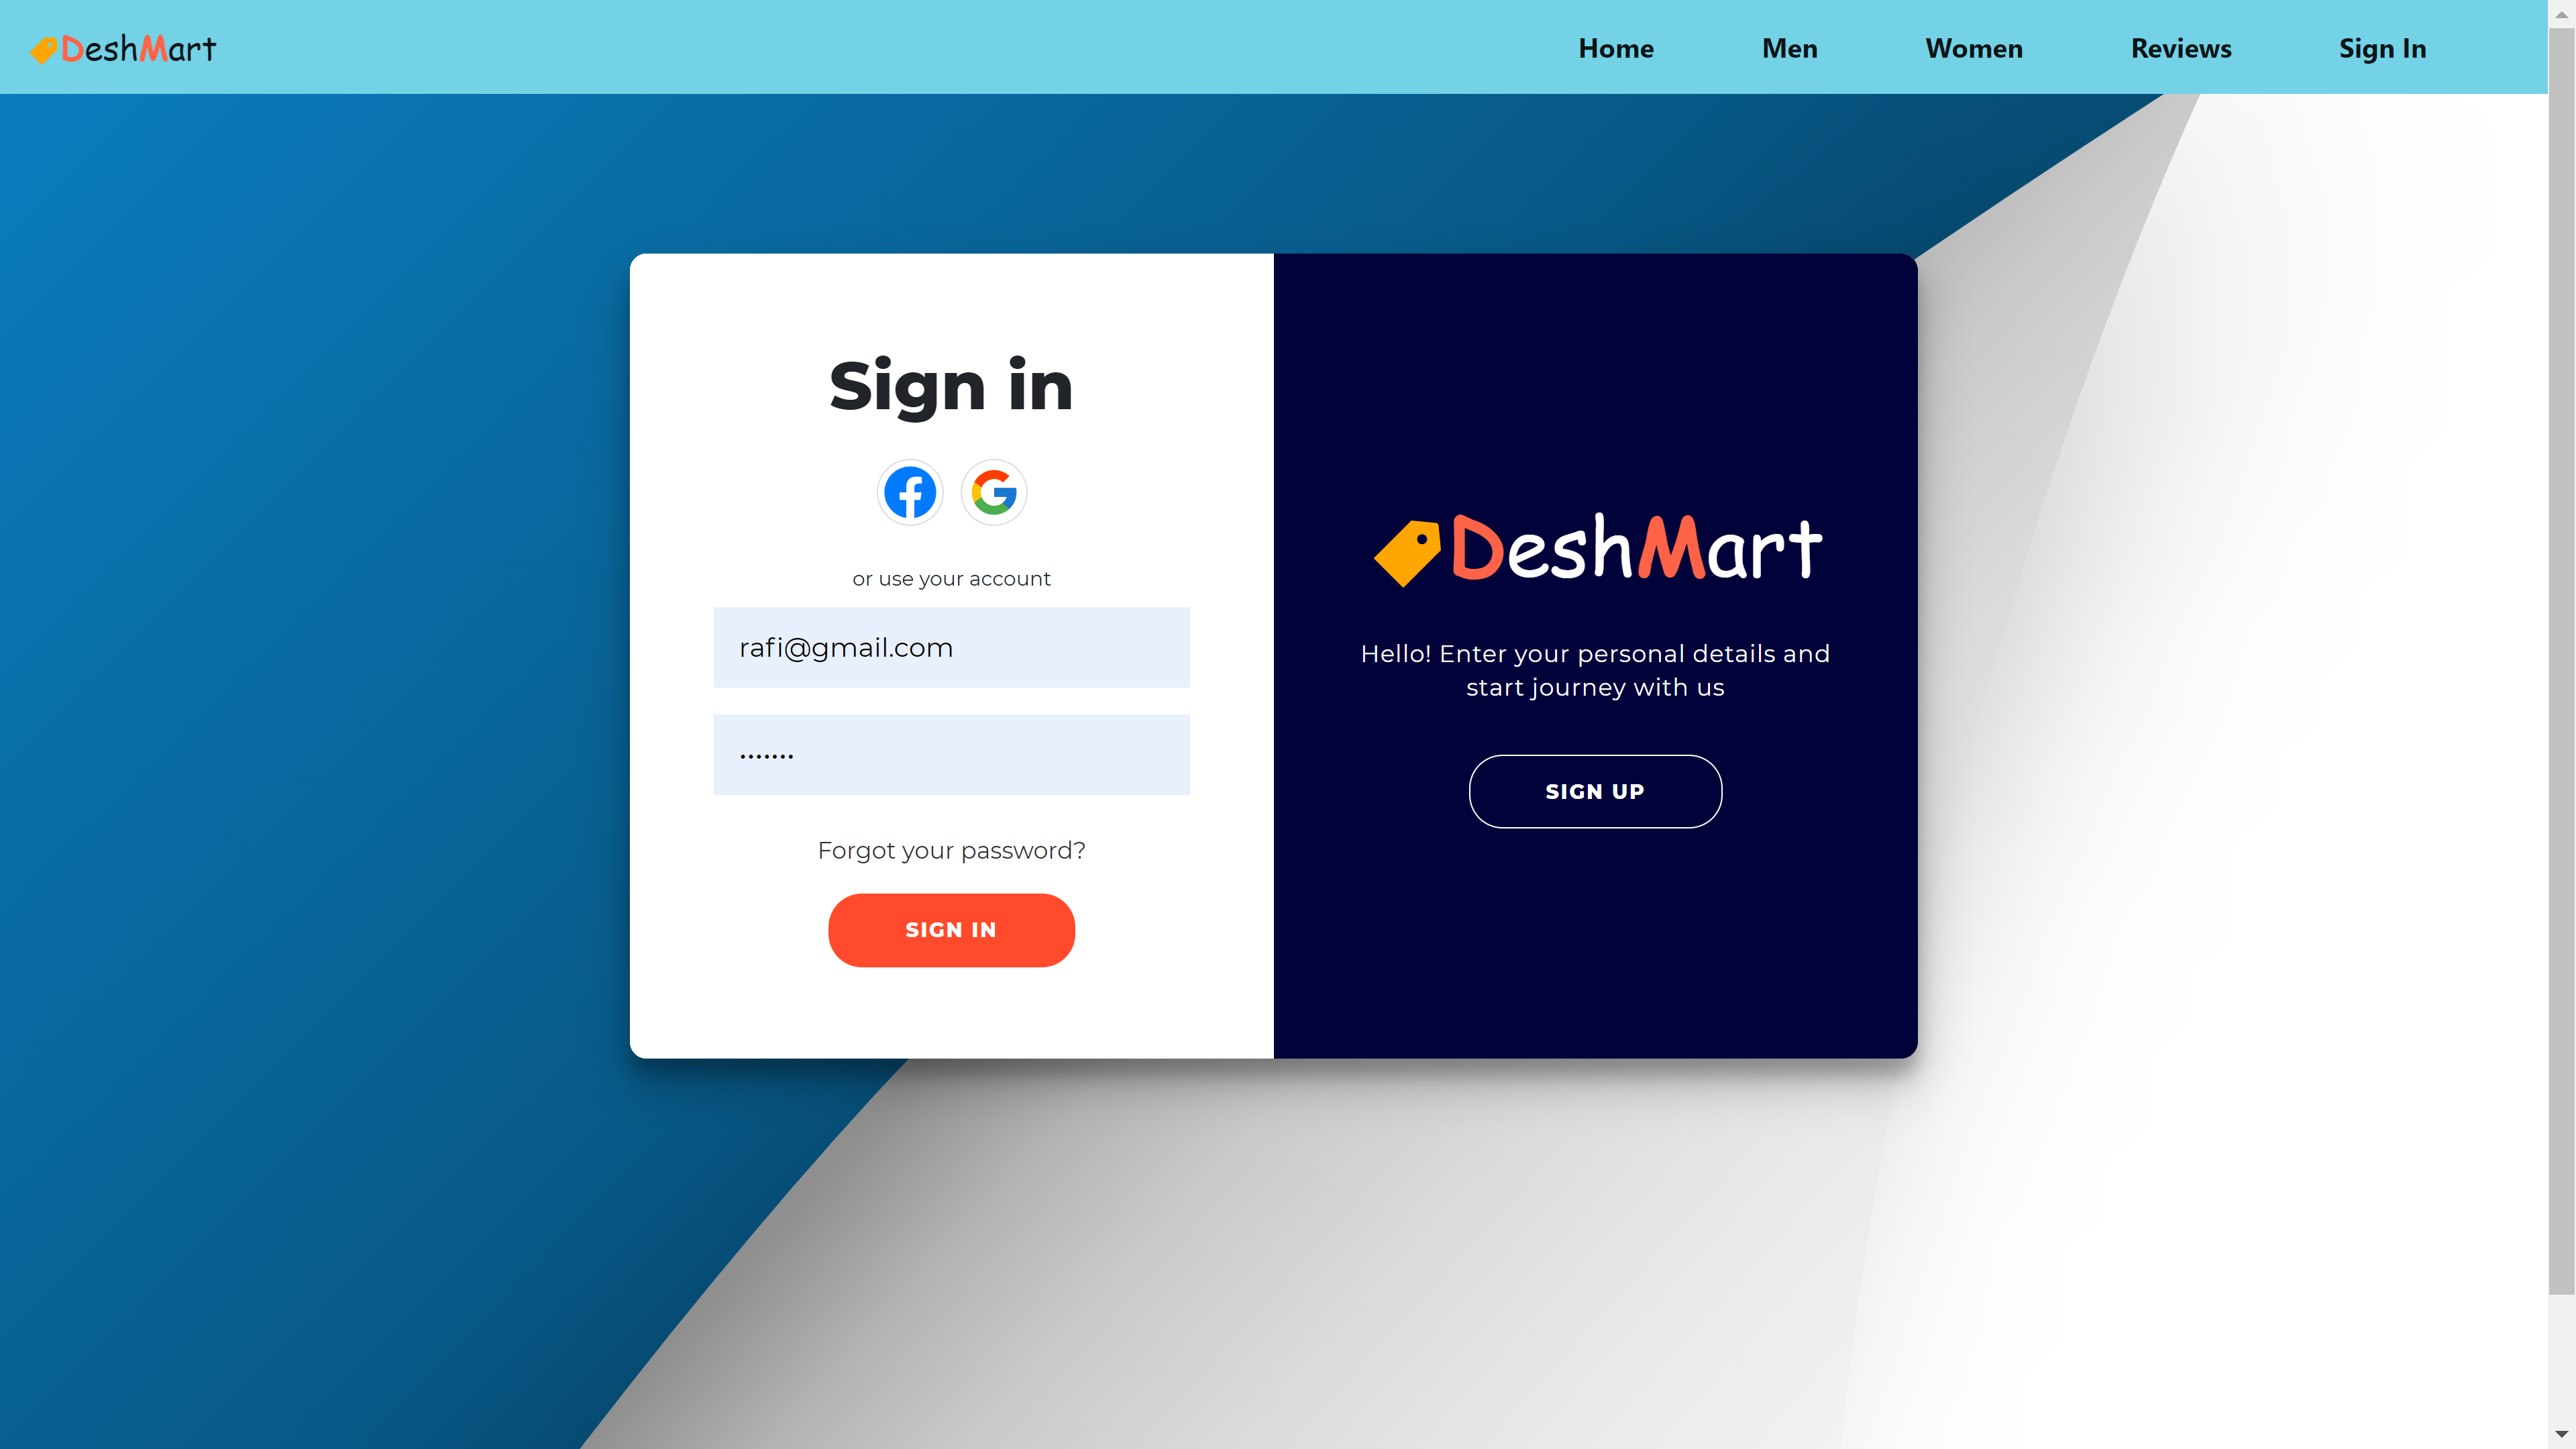 DeshMart
Home
Men
Women
Reviews
Sign In
Sign in
or use your account
rafi@gmail.com
•••••••
Forgot your password?
SIGN IN
DeshMart
Hello! Enter your personal details and
start journey with us
SIGN UP